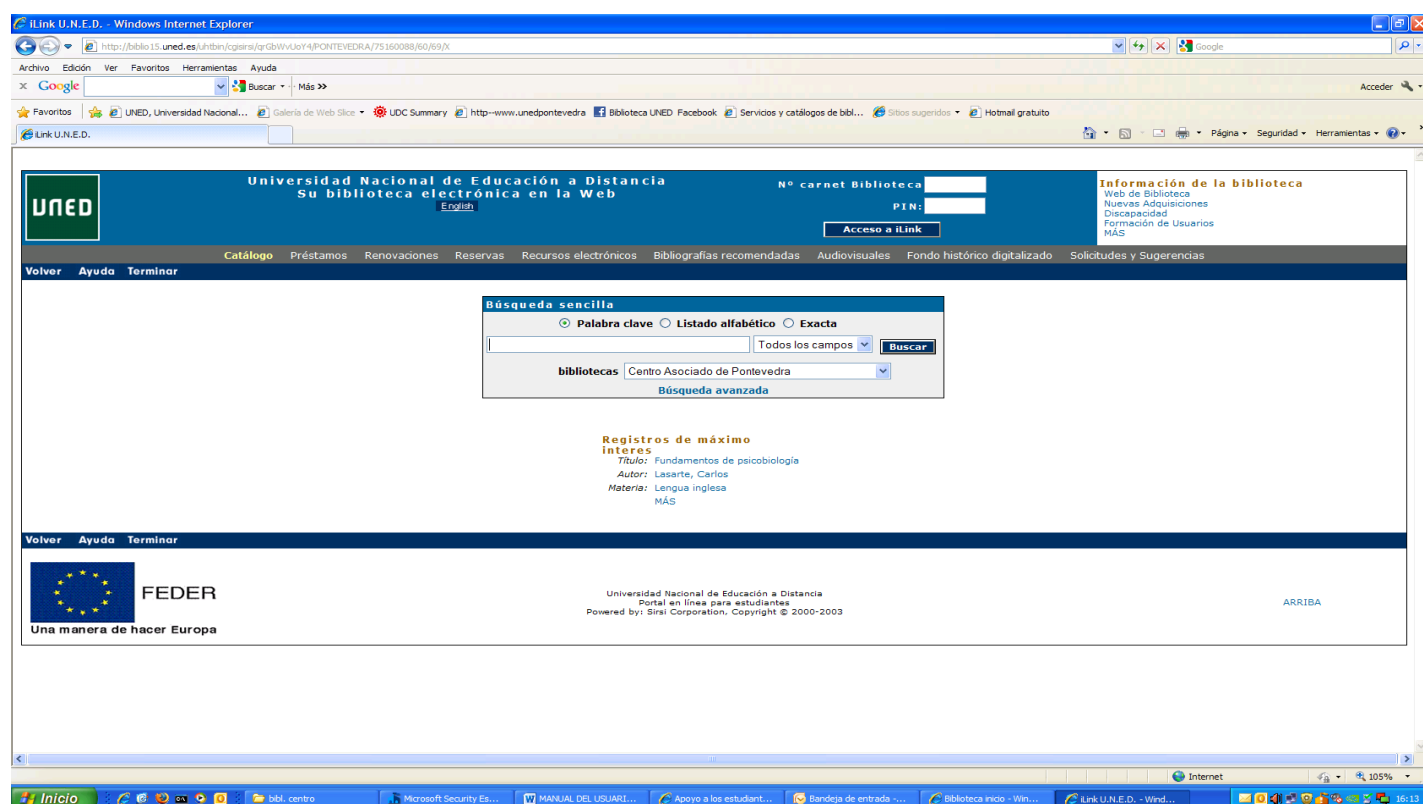 iLink U.N.E.D. - Windows Internet Explorer
http://biblio15.uned.es/uhtbin/cgisirsi/qrGbWvUoY4/PONTEVEDRA/75160088/60/69/X
Google
Archivo Edición Ver Favoritos Herramientas Ayuda
x Google Buscar Más >> Acceder
Favoritos UNED, Universidad Nacional... Galería de Web Slice UDC Summary http--www.unedpontevedra Biblioteca UNED Facebook Servicios y catálogos de bibl... Sitios sugeridos Hotmail gratuito
iLink U.N.E.D. Página Seguridad Herramientas
UNED
Universidad Nacional de Educación a Distancia
Su biblioteca electrónica en la Web
English
Nº carnet Biblioteca
PIN:
Acceso a iLink
Información de la biblioteca
Web de Biblioteca
Nuevas Adquisiciones
Discapacidad
Formación de Usuarios
MÁS
Catálogo Préstamos Renovaciones Reservas Recursos electrónicos Bibliografías recomendadas Audiovisuales Fondo histórico digitalizado Solicitudes y Sugerencias
Volver Ayuda Terminar
Búsqueda sencilla
Palabra clave Listado alfabético Exacta
Todos los campos Buscar
bibliotecas Centro Asociado de Pontevedra
Búsqueda avanzada
Registros de máximo
interes
Título: Fundamentos de psicobiología
Autor: Lasarte, Carlos
Materia: Lengua inglesa
MÁS
Volver Ayuda Terminar
FEDER
Una manera de hacer Europa
Universidad Nacional de Educación a Distancia
Portal en línea para estudiantes
Powered by: Sirsi Corporation. Copyright © 2000-2003
ARRIBA
Internet 105%
Inicio bibl. centro Microsoft Security Es... MANUAL DEL USUARI... Apoyo a los estudiant... Bandeja de entrada -... Biblioteca inicio - Win... iLink U.N.E.D. - Wind... 16:13